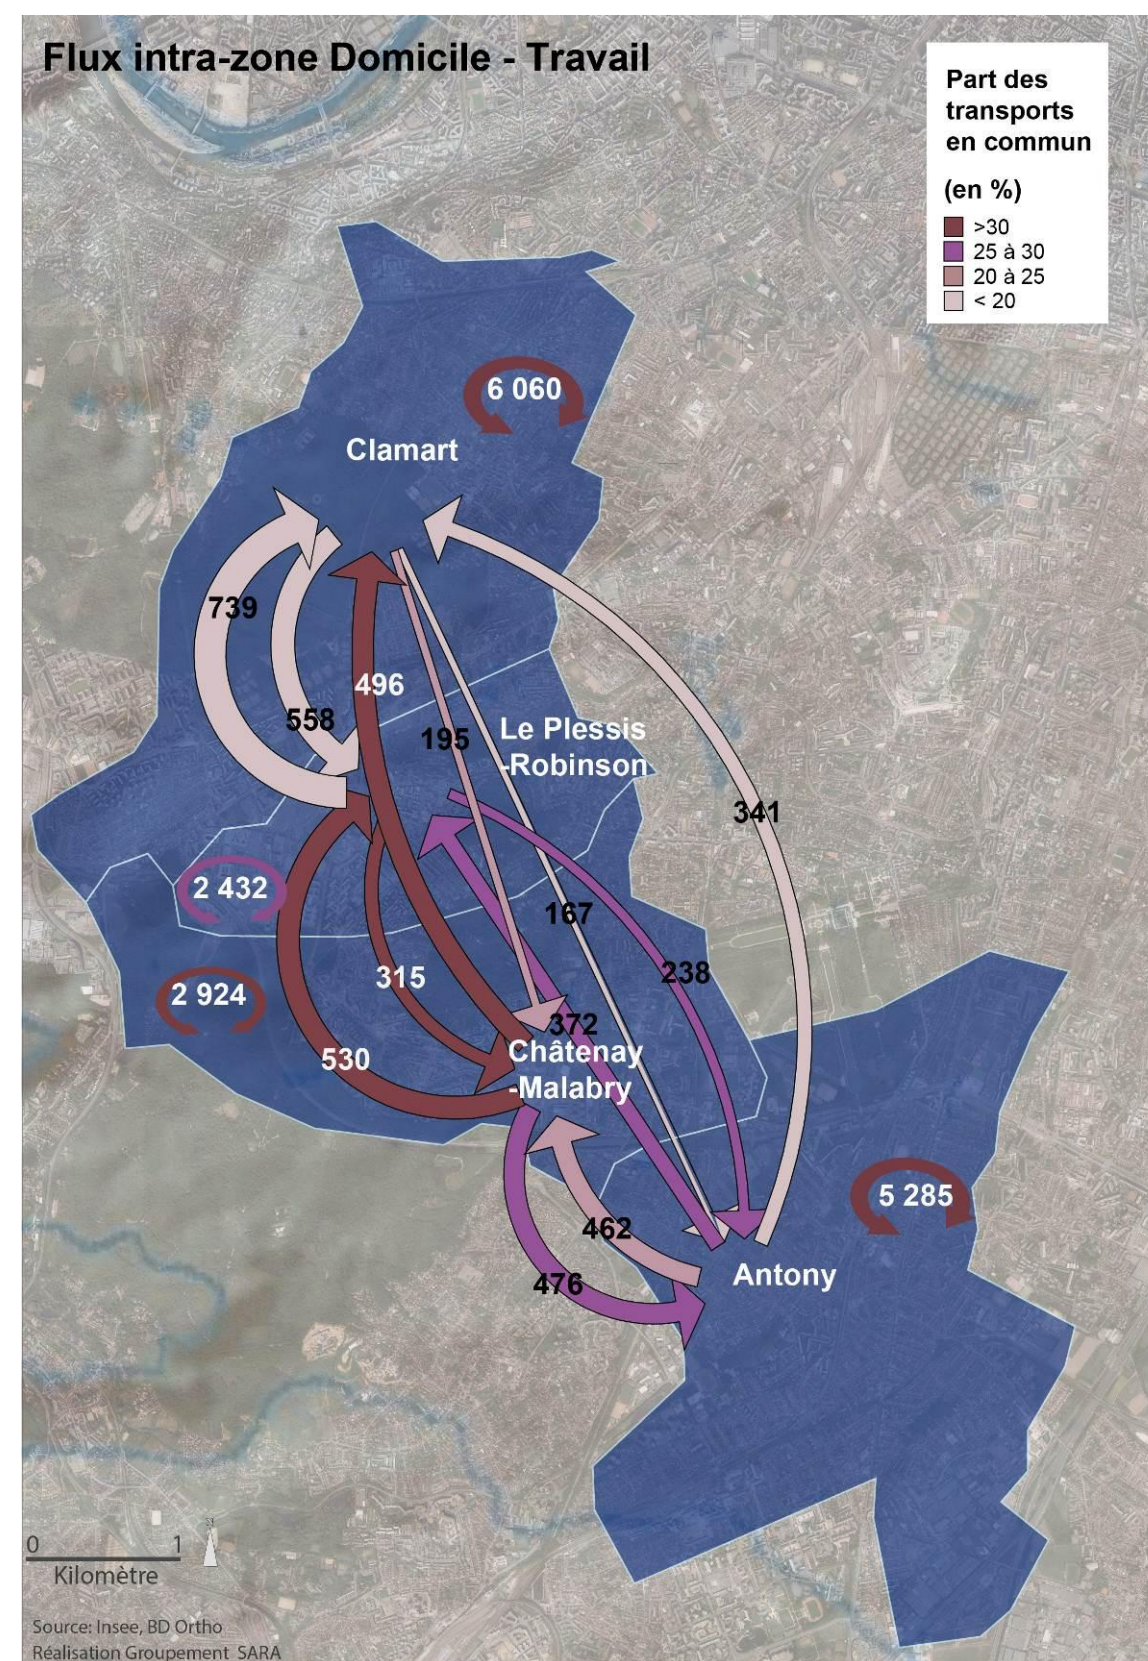 Flux intra-zone Domicile - Travail
Part des
transports
en commun
(en %)
>30
25 à 30
20 à 25
< 20
6 060
Clamart
739
496
558
195
Le Plessis
-Robinson
341
2 432
167
238
2 924
315
372
530
Châtenay
-Malabry
5 285
462
476
Antony
0 1
Kilomètre
Source: Insee, BD Ortho
Réalisation Groupement SARA